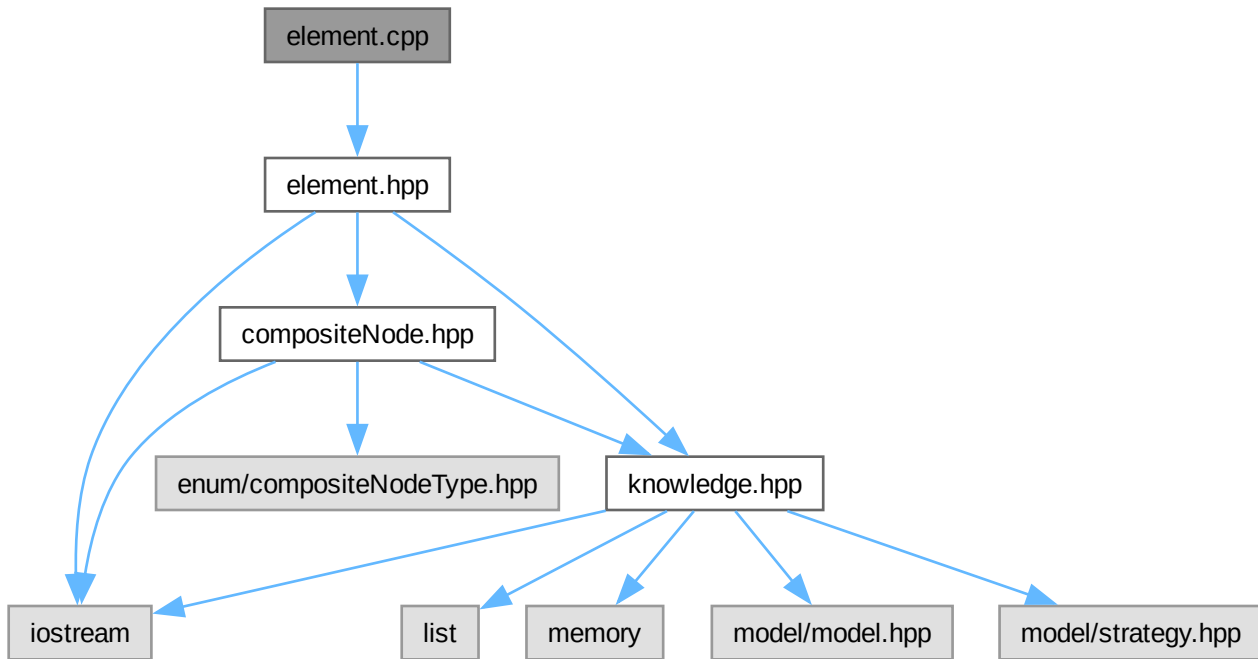 element.cpp
element.hpp
compositeNode.hpp
enum/compositeNodeType.hpp
knowledge.hpp
iostream
list
memory
model/model.hpp
model/strategy.hpp